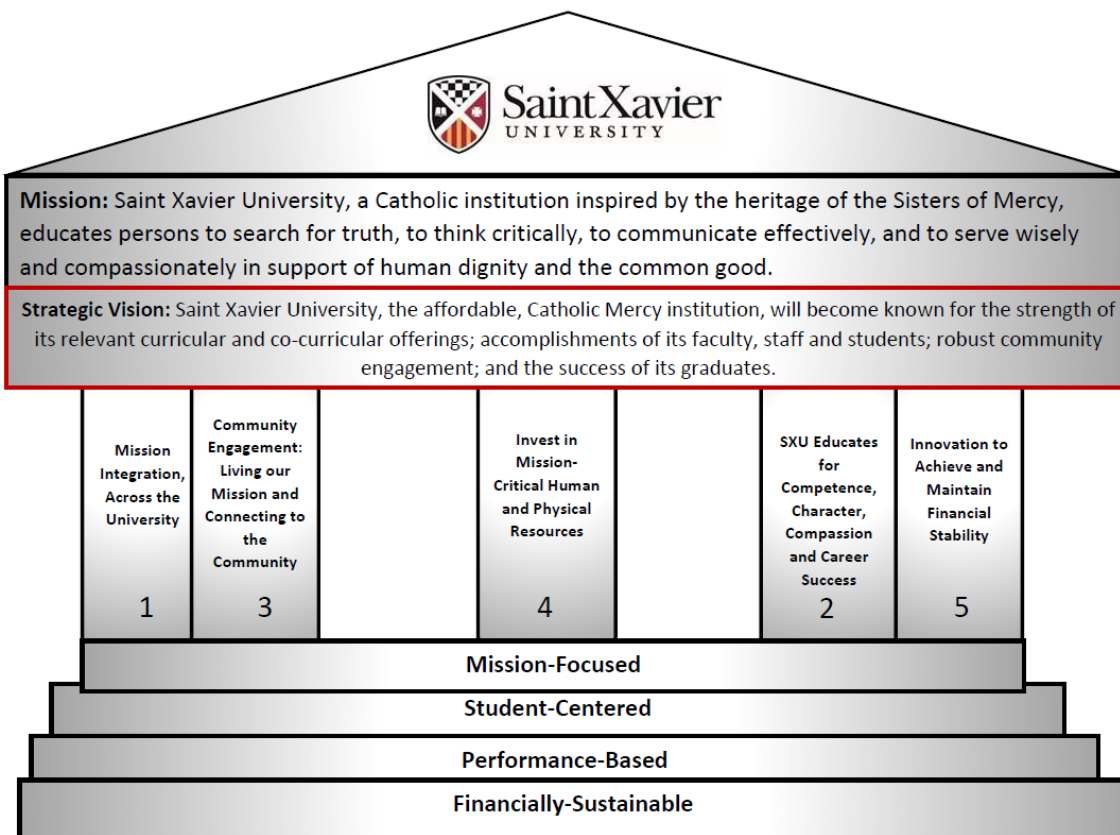 Saint Xavier
UNIVERSITY
Mission: Saint Xavier University, a Catholic institution inspired by the heritage of the Sisters of Mercy,
educates persons to search for truth, to think critically, to communicate effectively, and to serve wisely
and compassionately in support of human dignity and the common good.
Strategic Vision: Saint Xavier University, the affordable, Catholic Mercy institution, will become known for the strength of
its relevant curricular and co-curricular offerings; accomplishments of its faculty, staff and students; robust community
engagement; and the success of its graduates.
Mission
Integration,
Across the
University
1
Community
Engagement:
Living our
Mission and
Connecting to
the
Community
3
Invest in
Mission-
Critical Human
and Physical
Resources
4
SXU Educates
for
Competence,
Character,
Compassion
and Career
Success
2
Innovation to
Achieve and
Maintain
Financial
Stability
5
Mission-Focused
Student-Centered
Performance-Based
Financially-Sustainable